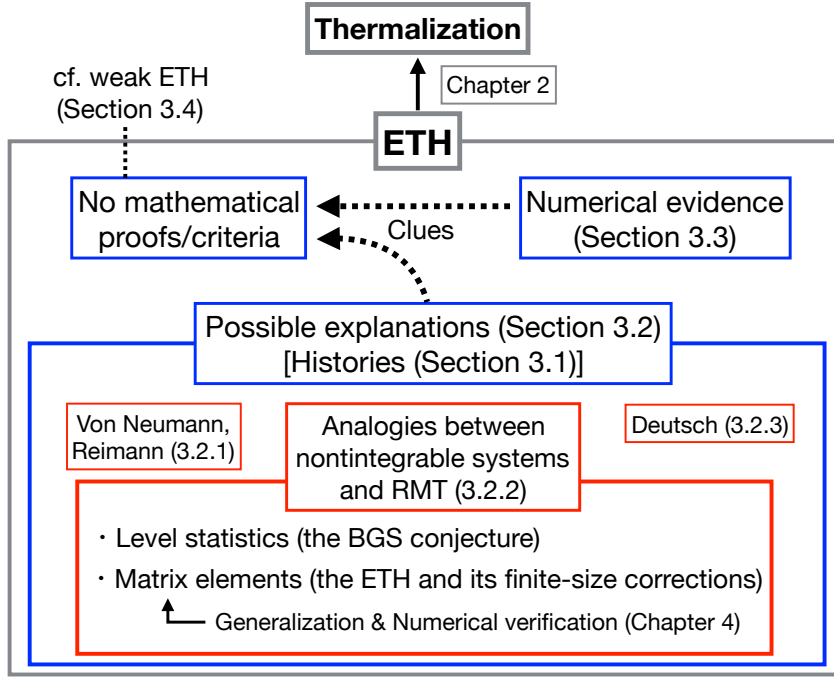 Thermalization
cf. weak ETH
(Section 3.4)
Chapter 2
ETH
No mathematical
proofs/criteria
Clues
Numerical evidence
(Section 3.3)
Possible explanations (Section 3.2)
[Histories (Section 3.1)]
Von Neumann,
Reimann (3.2.1)
Analogies between
nontintegrable systems
and RMT (3.2.2)
Deutsch (3.2.3)
・Level statistics (the BGS conjecture)
・Matrix elements (the ETH and its finite-size corrections)
Generalization & Numerical verification (Chapter 4)